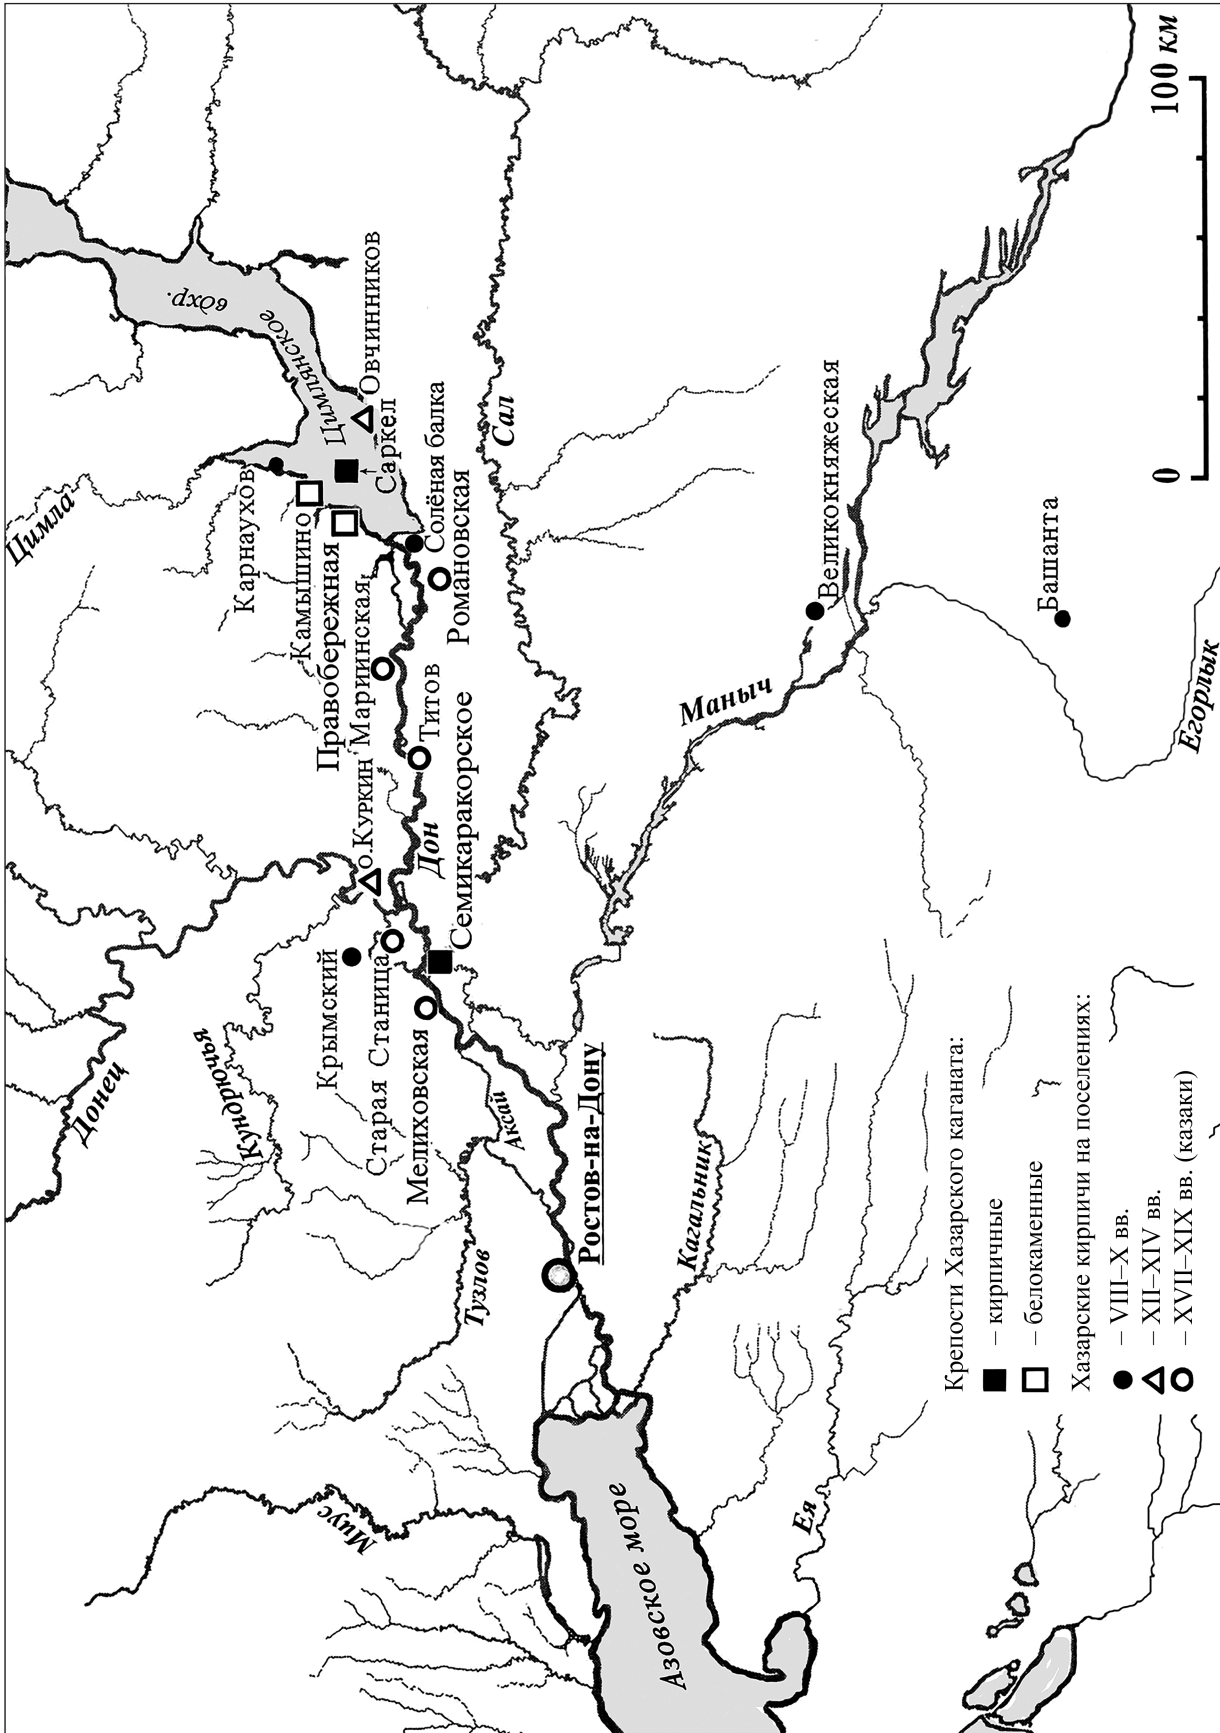 Цимла
Донец
Кундрючья
Карнаухов
Камышино
Правобережная
Мариинская
Цимлянское
вдхр.
Овчинников
Саркел
Солёная балка
Романовская
Титов
о.Куркин
Дон
Семикаракорское
Крымский
Старая Станица
Мелиховская
Аксай
Тузлов
Ростов-на-Дону
Сал
Маныч
Великокняжеская
Башанта
Егорлык
Кагальник
Миус
Азовское море
Ея
Крепости Хазарского каганата:
– кирпичные
– белокаменные
Хазарские кирпичи на поселениях:
– VIII–X вв.
– XII–XIV вв.
– XVII–XIX вв. (казаки)
0 100 км